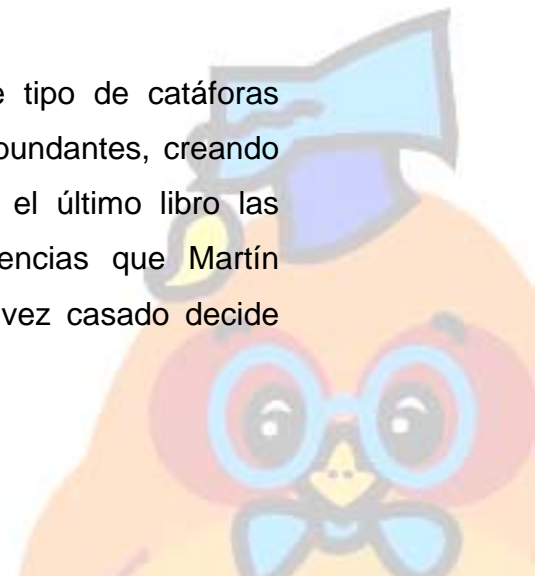 e tipo de catáforas
bundantes, creando
el último libro las
encias que Martín
vez casado decide